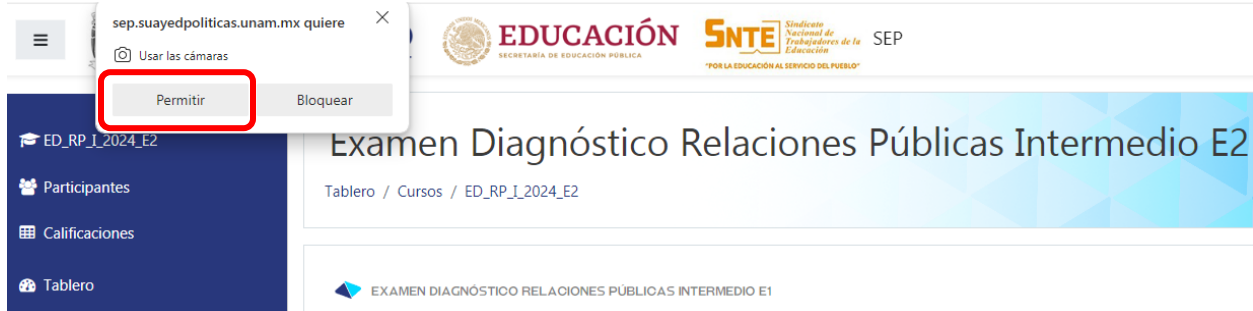 sep.suayedpoliticas.unam.mx quiere
Usar las cámaras
Permitir
Bloquear
EDUCACIÓN
SECRETARÍA DE EDUCACIÓN PÚBLICA
SNTE
Sindicato
Nacional de
Trabajadores de la
Educación
"POR LA EDUCACIÓN AL SERVICIO DEL PUEBLO"
SEP
ED_RP_I_2024_E2
Participantes
Calificaciones
Tablero
Examen Diagnóstico Relaciones Públicas Intermedio E2
Tablero / Cursos / ED_RP_I_2024_E2
EXAMEN DIAGNÓSTICO RELACIONES PÚBLICAS INTERMEDIO E1